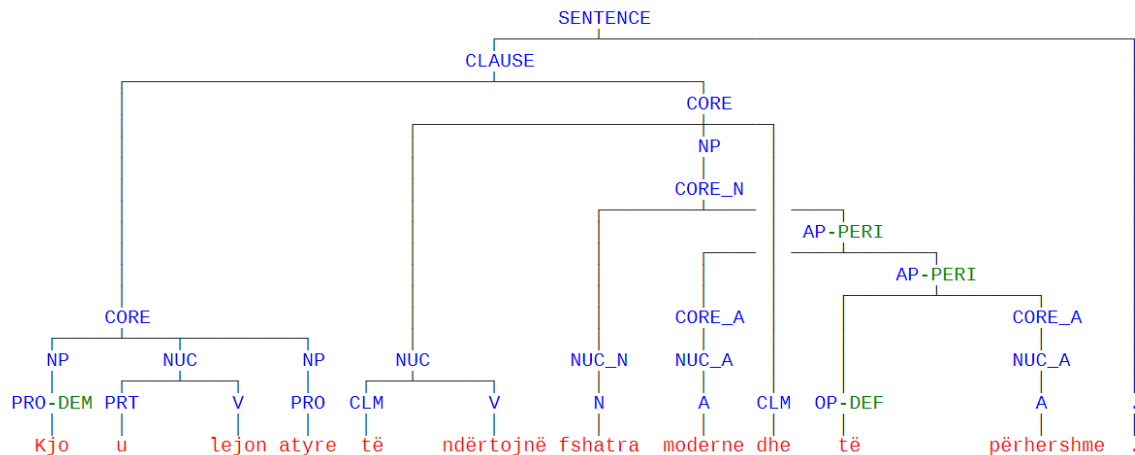 SENTENCE
CLAUSE
CORE
NP
CORE_N
AP-PERI
AP-PERI
CORE CORE_A CORE_A
NP NUC NP NUC NUC_N NUC_A NUC_A
PRO-DEM PRT V PRO CLM V N A CLM OP-DEF A .
Kjo u lejon atyre të ndërtojnë fshatra moderne dhe të përhershme .